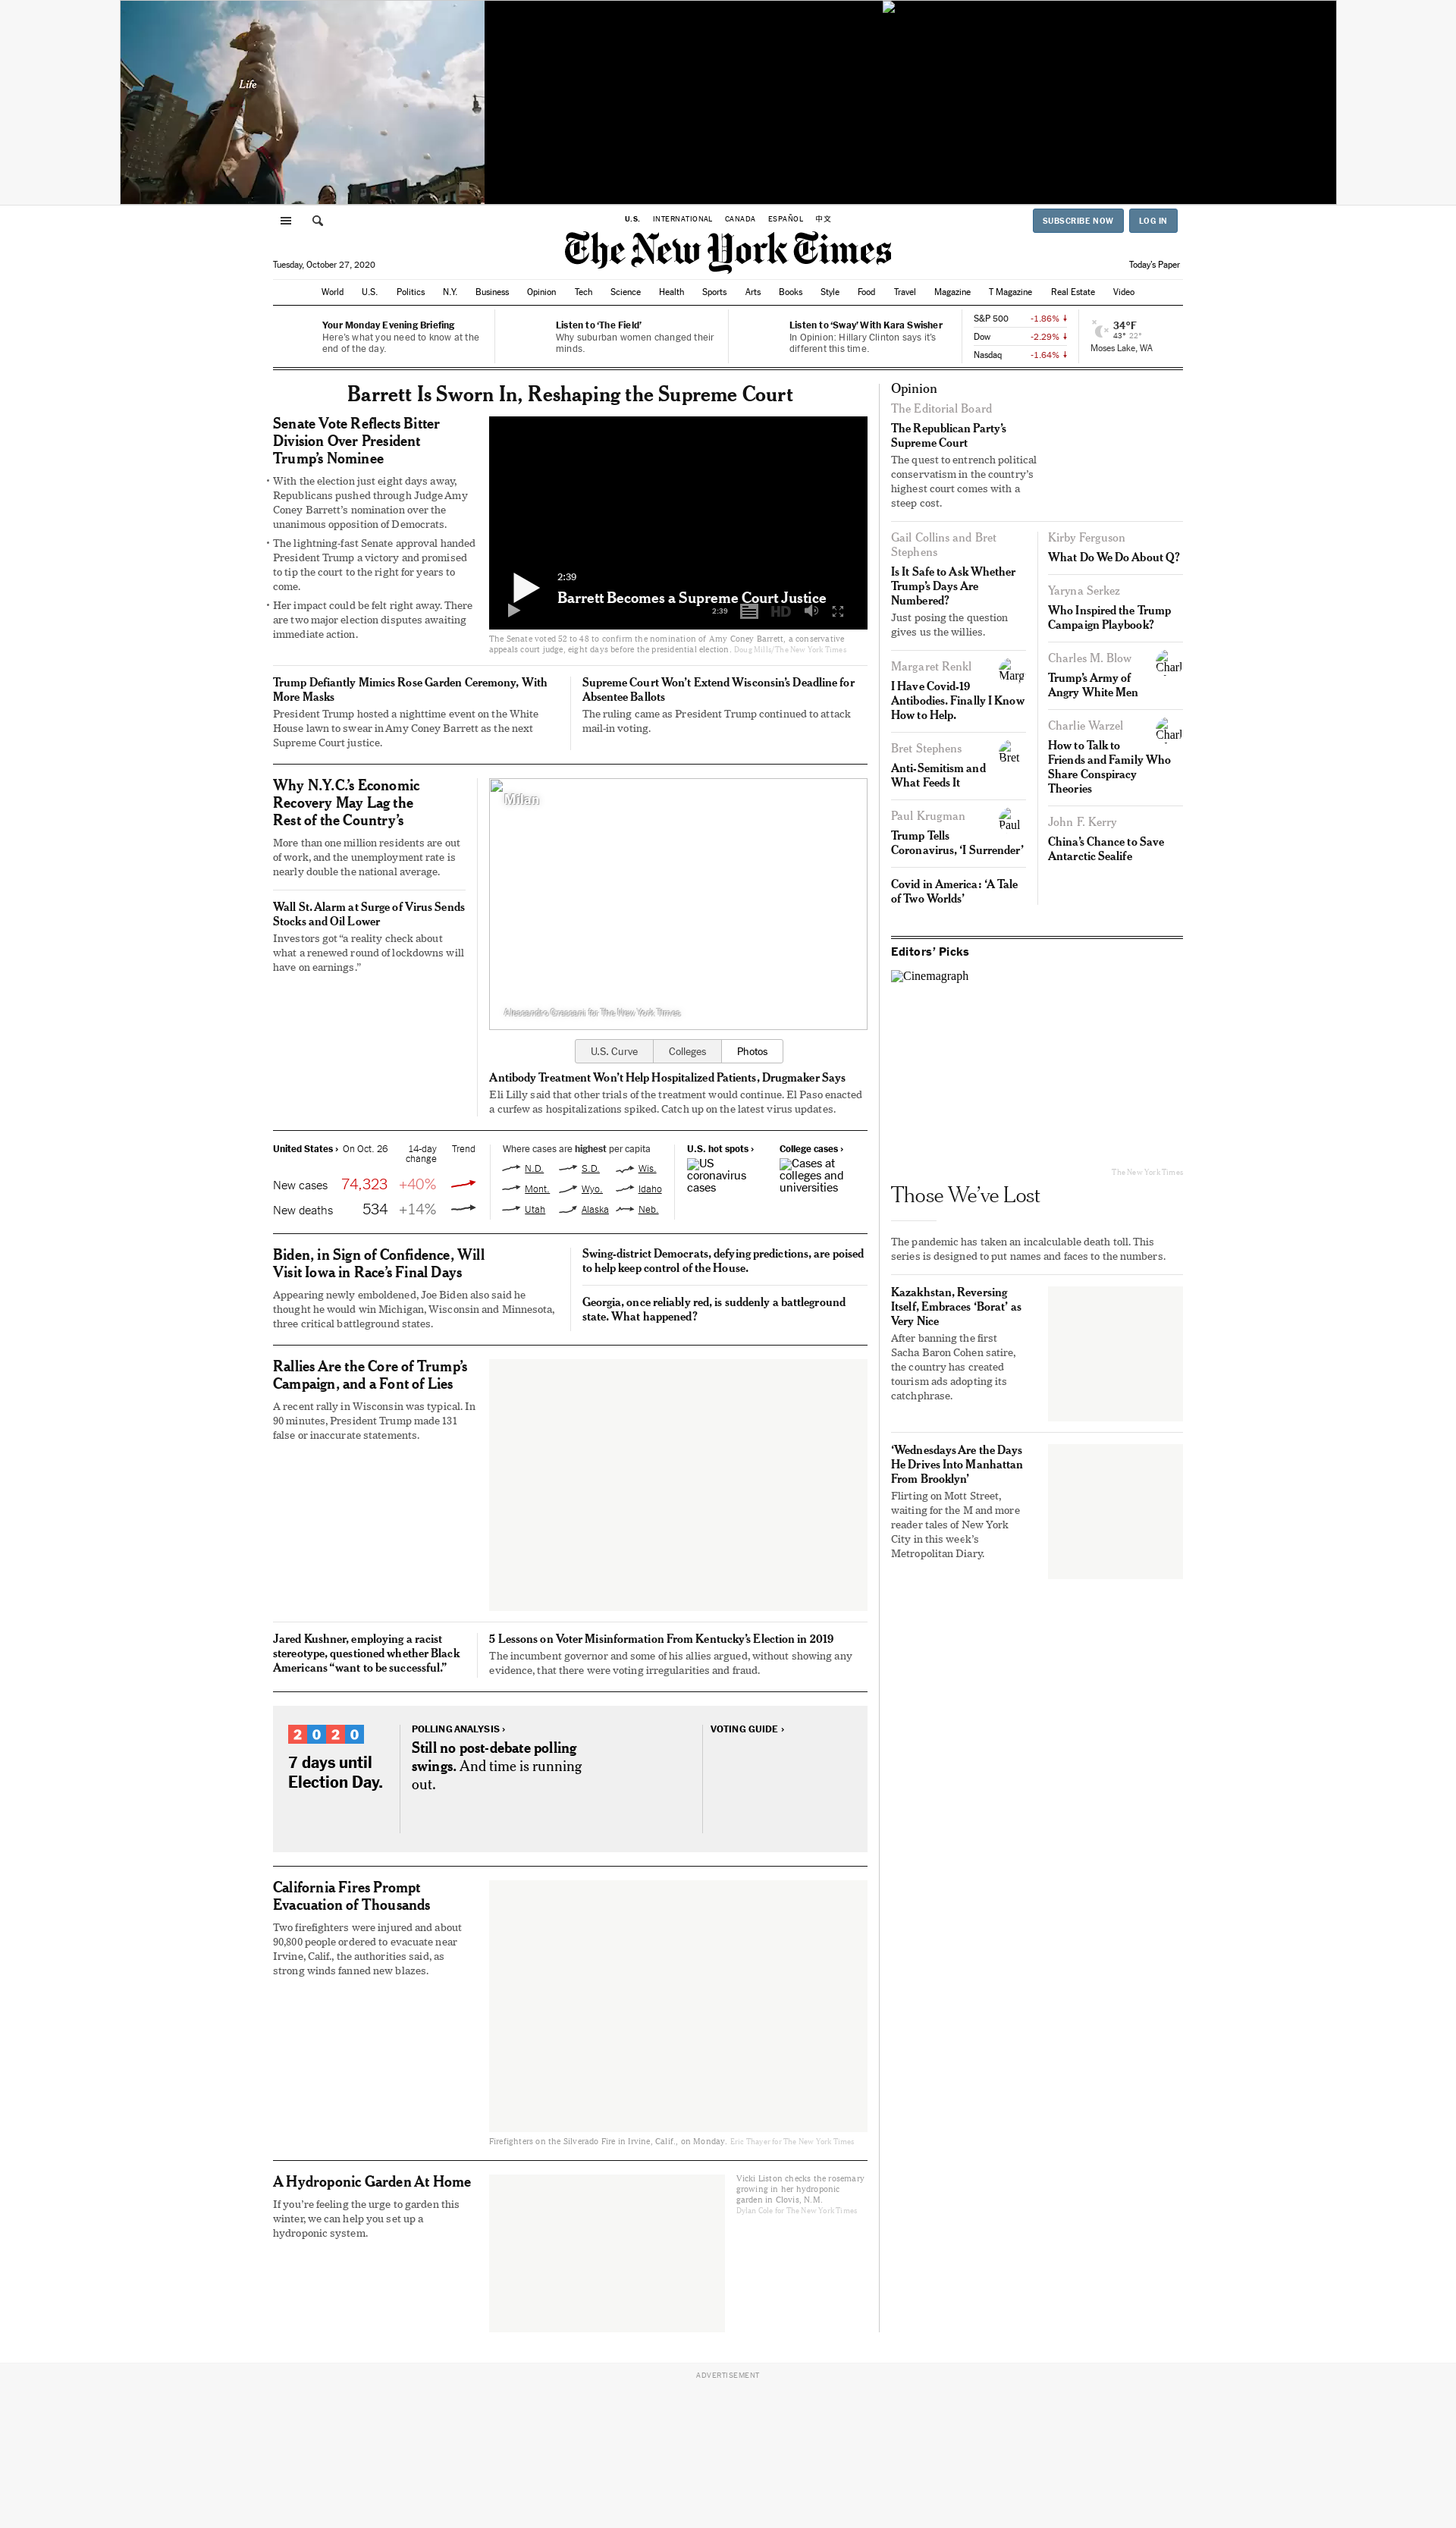 Life
U.S. INTERNATIONAL CANADA ESPAÑOL 中文
SUBSCRIBE NOW LOG IN
The New York Times
Tuesday, October 27, 2020
Today's Paper
World U.S. Politics N.Y. Business Opinion Tech Science Health Sports Arts Books Style Food Travel Magazine T Magazine Real Estate Video
Your Monday Evening Briefing
Here's what you need to know at the
end of the day.
Listen to 'The Field'
Why suburban women changed their
minds.
Listen to 'Sway' With Kara Swisher
In Opinion: Hillary Clinton says it's
different this time.
S&P 500 -1.86%
Dow -2.29%
Nasdaq -1.64%
34°F
43° 22°
Moses Lake, WA
Barrett Is Sworn In, Reshaping the Supreme Court
Senate Vote Reflects Bitter
Division Over President
Trump's Nominee
• With the election just eight days away,
Republicans pushed through Judge Amy
Coney Barrett's nomination over the
unanimous opposition of Democrats.
• The lightning-fast Senate approval handed
President Trump a victory and promised
to tip the court to the right for years to
come.
• Her impact could be felt right away. There
are two major election disputes awaiting
immediate action.
2:39
Barrett Becomes a Supreme Court Justice
2:39 HD
The Senate voted 52 to 48 to confirm the nomination of Amy Coney Barrett, a conservative
appeals court judge, eight days before the presidential election. Doug Mills/The New York Times
Trump Defiantly Mimics Rose Garden Ceremony, With
More Masks
President Trump hosted a nighttime event on the White
House lawn to swear in Amy Coney Barrett as the next
Supreme Court justice.
Supreme Court Won't Extend Wisconsin's Deadline for
Absentee Ballots
The ruling came as President Trump continued to attack
mail-in voting.
Why N.Y.C.'s Economic
Recovery May Lag the
Rest of the Country's
More than one million residents are out
of work, and the unemployment rate is
nearly double the national average.
Wall St. Alarm at Surge of Virus Sends
Stocks and Oil Lower
Investors got "a reality check about
what a renewed round of lockdowns will
have on earnings."
Milan
Alessandro Grassani for The New York Times
U.S. Curve Colleges Photos
Antibody Treatment Won't Help Hospitalized Patients, Drugmaker Says
Eli Lilly said that other trials of the treatment would continue. El Paso enacted
a curfew as hospitalizations spiked. Catch up on the latest virus updates.
United States › On Oct. 26 14-day
change Trend
New cases 74,323 +40%
New deaths 534 +14%
Where cases are highest per capita
N.D. S.D. Wis.
Mont. Wyo. Idaho
Utah Alaska Neb.
U.S. hot spots ›
US
coronavirus
cases
College cases ›
Cases at
colleges and
universities
Biden, in Sign of Confidence, Will
Visit Iowa in Race's Final Days
Appearing newly emboldened, Joe Biden also said he
thought he would win Michigan, Wisconsin and Minnesota,
three critical battleground states.
Swing-district Democrats, defying predictions, are poised
to help keep control of the House.
Georgia, once reliably red, is suddenly a battleground
state. What happened?
Rallies Are the Core of Trump's
Campaign, and a Font of Lies
A recent rally in Wisconsin was typical. In
90 minutes, President Trump made 131
false or inaccurate statements.
Jared Kushner, employing a racist
stereotype, questioned whether Black
Americans "want to be successful."
5 Lessons on Voter Misinformation From Kentucky's Election in 2019
The incumbent governor and some of his allies argued, without showing any
evidence, that there were voting irregularities and fraud.
2020
7 days until
Election Day.
POLLING ANALYSIS ›
Still no post-debate polling
swings. And time is running
out.
VOTING GUIDE ›
California Fires Prompt
Evacuation of Thousands
Two firefighters were injured and about
90,800 people ordered to evacuate near
Irvine, Calif., the authorities said, as
strong winds fanned new blazes.
Firefighters on the Silverado Fire in Irvine, Calif., on Monday. Eric Thayer for The New York Times
A Hydroponic Garden At Home
If you're feeling the urge to garden this
winter, we can help you set up a
hydroponic system.
Vicki Liston checks the rosemary
growing in her hydroponic
garden in Clovis, N.M.
Dylan Cole for The New York Times
Opinion
The Editorial Board
The Republican Party's
Supreme Court
The quest to entrench political
conservatism in the country's
highest court comes with a
steep cost.
Gail Collins and Bret
Stephens
Is It Safe to Ask Whether
Trump's Days Are
Numbered?
Just posing the question
gives us the willies.
Margaret Renkl
Marg
I Have Covid-19
Antibodies. Finally I Know
How to Help.
Bret Stephens
Bret
Anti-Semitism and
What Feeds It
Paul Krugman
Paul
Trump Tells
Coronavirus, 'I Surrender'
Covid in America: 'A Tale
of Two Worlds'
Kirby Ferguson
What Do We Do About Q?
Yaryna Serkez
Who Inspired the Trump
Campaign Playbook?
Charles M. Blow
Charl
Trump's Army of
Angry White Men
Charlie Warzel
Charl
How to Talk to
Friends and Family Who
Share Conspiracy
Theories
John F. Kerry
China's Chance to Save
Antarctic Sealife
Editors' Picks
Cinemagraph
The New York Times
Those We've Lost
The pandemic has taken an incalculable death toll. This
series is designed to put names and faces to the numbers.
Kazakhstan, Reversing
Itself, Embraces 'Borat' as
Very Nice
After banning the first
Sacha Baron Cohen satire,
the country has created
tourism ads adopting its
catchphrase.
'Wednesdays Are the Days
He Drives Into Manhattan
From Brooklyn'
Flirting on Mott Street,
waiting for the M and more
reader tales of New York
City in this week's
Metropolitan Diary.
ADVERTISEMENT